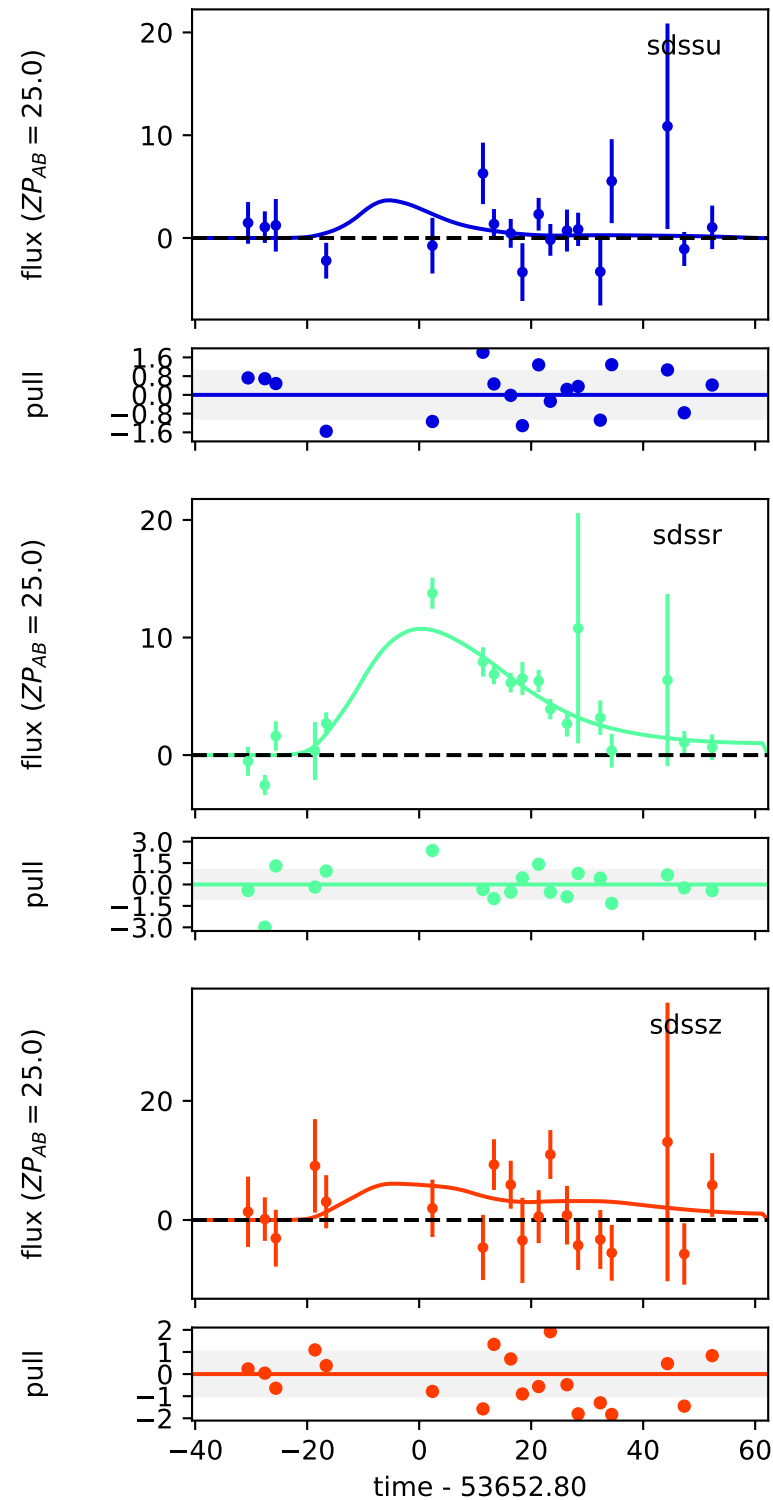 sdssu
20
10
0
flux (ZP_AB = 25.0)
1.6
0.8
0.0
−0.8
−1.6
pull
sdssr
20
10
0
flux (ZP_AB = 25.0)
3.0
1.5
0.0
−1.5
−3.0
pull
sdssz
20
0
flux (ZP_AB = 25.0)
2
1
0
−1
−2
pull
−40 −20 0 20 40 60
time - 53652.80